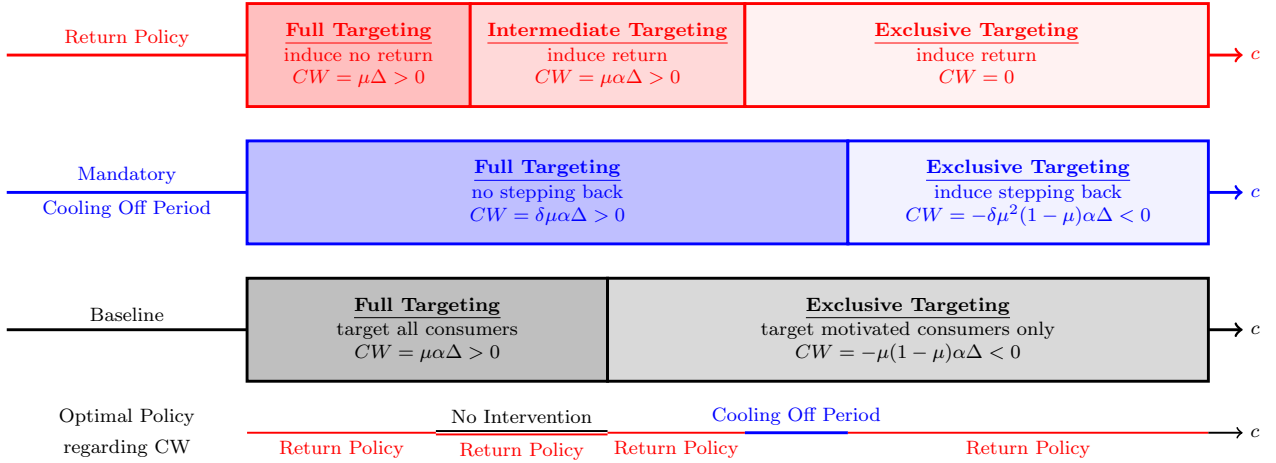 Return Policy
Full Targeting
induce no return
CW = μΔ > 0
Intermediate Targeting
induce return
CW = μαΔ > 0
Exclusive Targeting
induce return
CW = 0
c
Mandatory
Cooling Off Period
Full Targeting
no stepping back
CW = δμαΔ > 0
Exclusive Targeting
induce stepping back
CW = −δμ²(1 − μ)αΔ < 0
c
Baseline
Full Targeting
target all consumers
CW = μαΔ > 0
Exclusive Targeting
target motivated consumers only
CW = −μ(1 − μ)αΔ < 0
c
Optimal Policy
regarding CW
No Intervention
Cooling Off Period
Return Policy
Return Policy
Return Policy
Return Policy
c